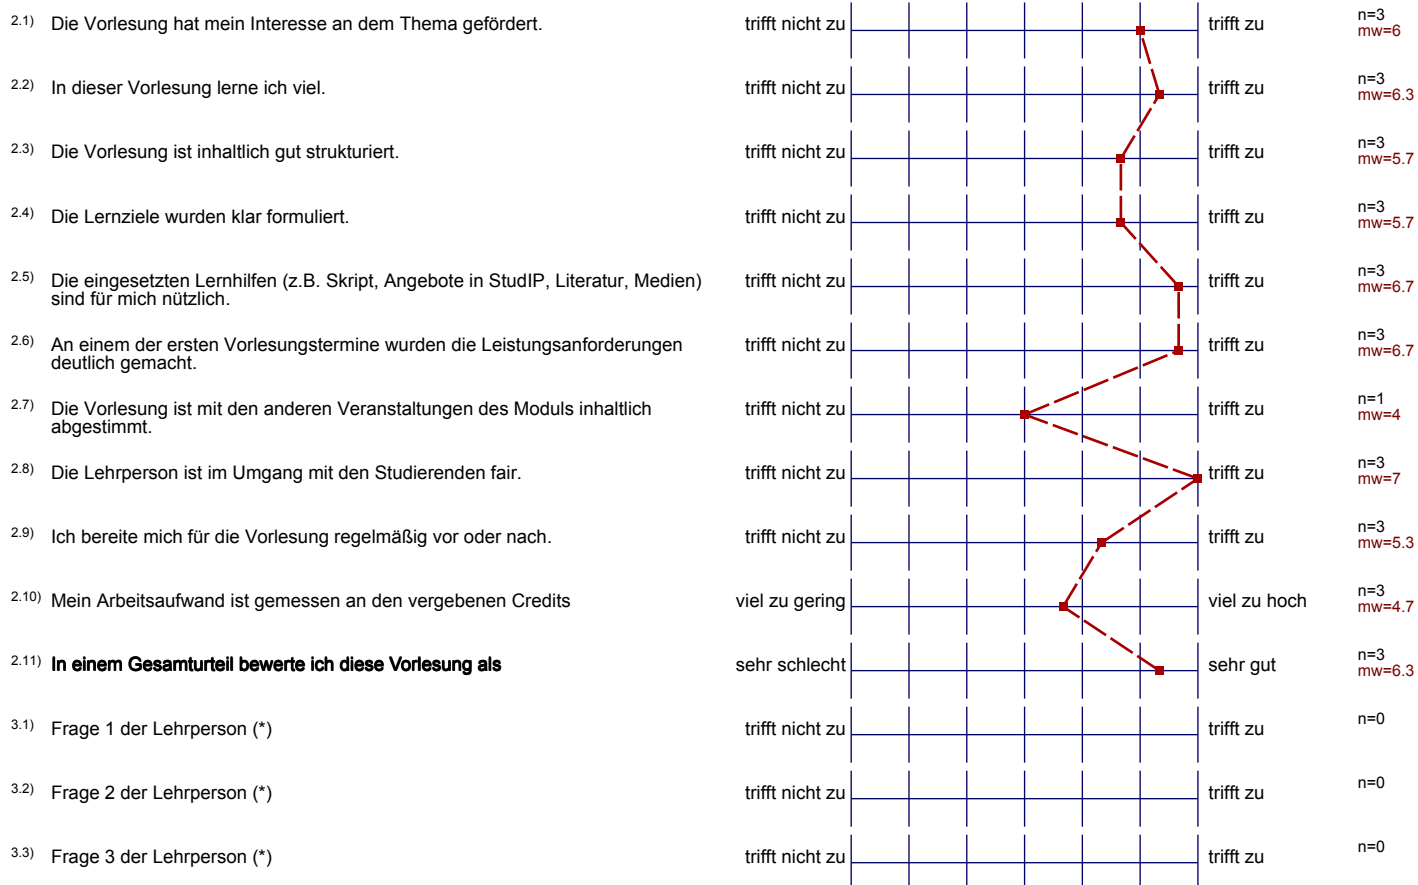 2.1) Die Vorlesung hat mein Interesse an dem Thema gefördert. trifft nicht zu trifft zu n=3
mw=6
2.2) In dieser Vorlesung lerne ich viel. trifft nicht zu trifft zu n=3
mw=6.3
2.3) Die Vorlesung ist inhaltlich gut strukturiert. trifft nicht zu trifft zu n=3
mw=5.7
2.4) Die Lernziele wurden klar formuliert. trifft nicht zu trifft zu n=3
mw=5.7
2.5) Die eingesetzten Lernhilfen (z.B. Skript, Angebote in StudIP, Literatur, Medien) trifft nicht zu trifft zu n=3
sind für mich nützlich. mw=6.7
2.6) An einem der ersten Vorlesungstermine wurden die Leistungsanforderungen trifft nicht zu trifft zu n=3
deutlich gemacht. mw=6.7
2.7) Die Vorlesung ist mit den anderen Veranstaltungen des Moduls inhaltlich trifft nicht zu trifft zu n=1
abgestimmt. mw=4
2.8) Die Lehrperson ist im Umgang mit den Studierenden fair. trifft nicht zu trifft zu n=3
mw=7
2.9) Ich bereite mich für die Vorlesung regelmäßig vor oder nach. trifft nicht zu trifft zu n=3
mw=5.3
2.10) Mein Arbeitsaufwand ist gemessen an den vergebenen Credits viel zu gering viel zu hoch n=3
mw=4.7
2.11) In einem Gesamturteil bewerte ich diese Vorlesung als sehr schlecht sehr gut n=3
mw=6.3
3.1) Frage 1 der Lehrperson (*) trifft nicht zu trifft zu n=0
3.2) Frage 2 der Lehrperson (*) trifft nicht zu trifft zu n=0
3.3) Frage 3 der Lehrperson (*) trifft nicht zu trifft zu n=0